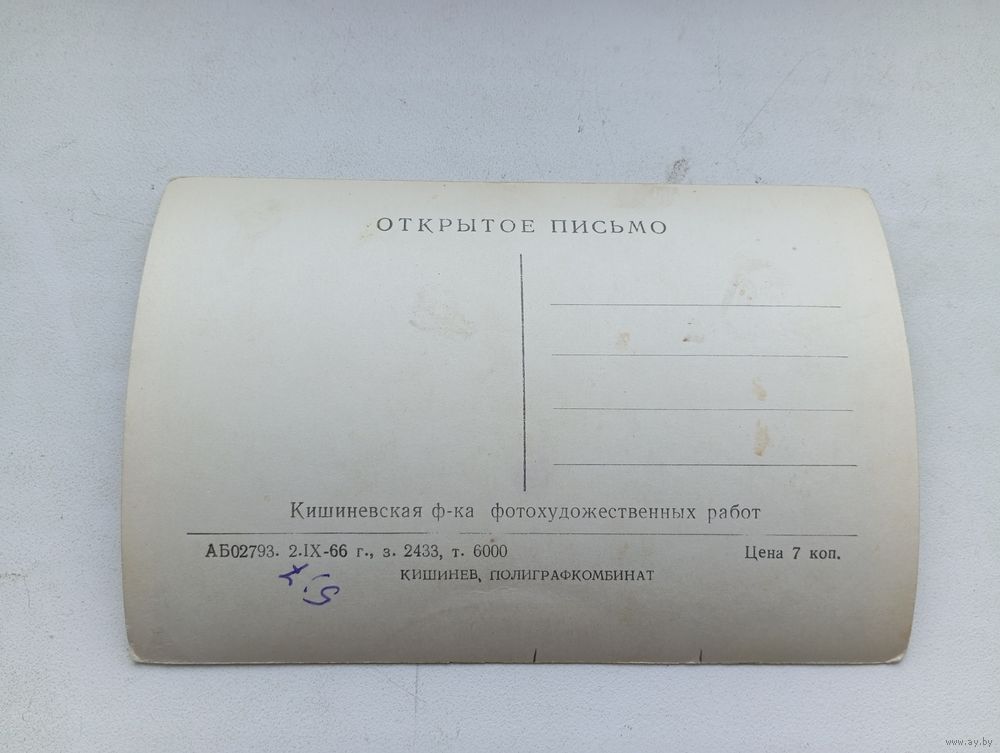 ОТКРЫТОЕ ПИСЬМО
Кишиневская ф-ка фотохудожественных работ
АБ02793. 2.IX-66 г., з. 2433, т. 6000 Цена 7 коп.
КИШИНЕВ, ПОЛИГРАФКОМБИНАТ
www.ay.by